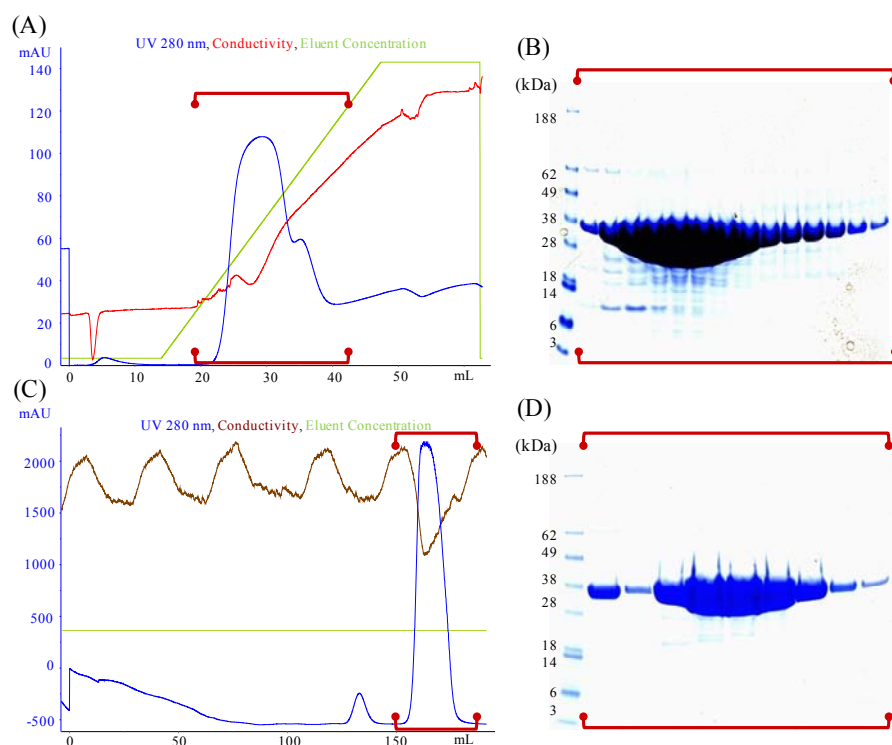 (A)
UV 280 nm, Conductivity, Eluent Concentration
mAU
140
120
100
80
60
40
20
0
0 10 20 30 40 50 mL
(B)
(kDa)
188
62
49
38
28
18
14
6
3
(C)
mAU
UV 280 nm, Conductivity, Eluent Concentration
2000
1500
1000
500
0
-500
0 50 100 150 mL
(D)
(kDa)
188
62
49
38
28
18
14
6
3